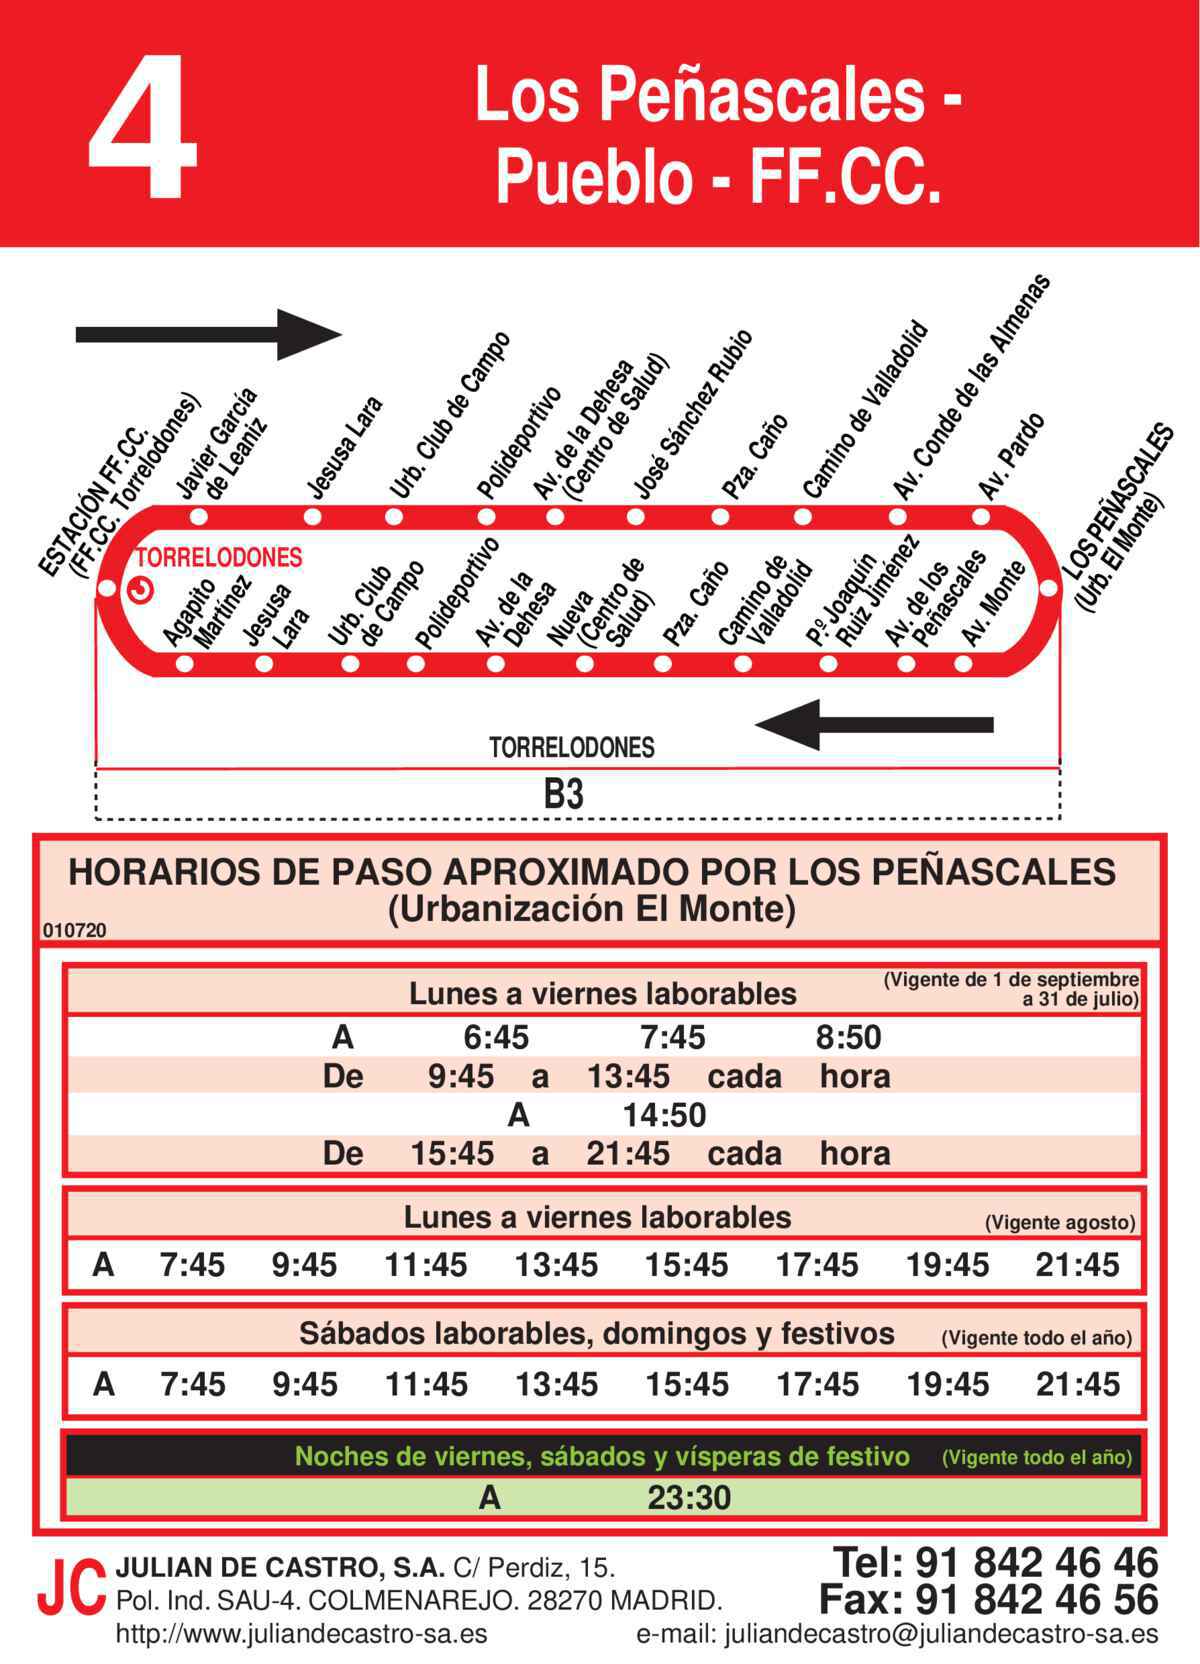 4
Los Peñascales -
Pueblo - FF.CC.
ESTACIÓN FF.CC.
(FF.CC. Torrelodones)
Javier García
de Leaniz
Jesusa Lara
Urb. Club de Campo
Polideportivo
Av. de la Dehesa
(Centro de Salud)
José Sánchez Rubio
Pza. Caño
Camino de Valladolid
Av. Conde de las Almenas
Av. Pardo
LOS PEÑASCALES
(Urb. El Monte)
TORRELODONES
Agapito
Martínez
Jesusa
Lara
Urb. Club
de Campo
Polideportivo
Av. de la
Dehesa
Nueva
(Centro de
Salud)
Pza. Caño
Camino de
Valladolid
Pº Joaquín
Ruiz Jiménez
Av. de los
Peñascales
Av. Monte
TORRELODONES
B3
HORARIOS DE PASO APROXIMADO POR LOS PEÑASCALES
(Urbanización El Monte)
010720
Lunes a viernes laborables (Vigente de 1 de septiembre
a 31 de julio)
A 6:45 7:45 8:50
De 9:45 a 13:45 cada hora
A 14:50
De 15:45 a 21:45 cada hora
Lunes a viernes laborables (Vigente agosto)
A 7:45 9:45 11:45 13:45 15:45 17:45 19:45 21:45
Sábados laborables, domingos y festivos (Vigente todo el año)
A 7:45 9:45 11:45 13:45 15:45 17:45 19:45 21:45
Noches de viernes, sábados y vísperas de festivo (Vigente todo el año)
A 23:30
JC
JULIAN DE CASTRO, S.A. C/ Perdiz, 15.
Pol. Ind. SAU-4. COLMENAREJO. 28270 MADRID.
http://www.juliandecastro-sa.es
Tel: 91 842 46 46
Fax: 91 842 46 56
e-mail: juliandecastro@juliandecastro-sa.es